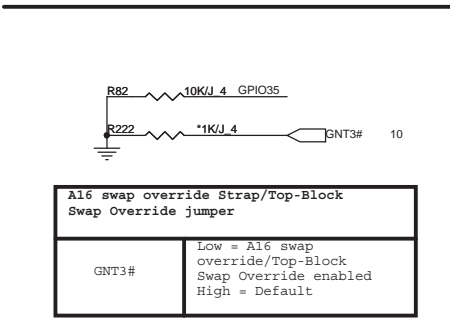 R82 10K/J_4 GPIO35
R222 *1K/J_4 GNT3# 10
A16 swap override Strap/Top-Block
Swap Override jumper
GNT3#
Low = A16 swap
override/Top-Block
Swap Override enabled
High = Default